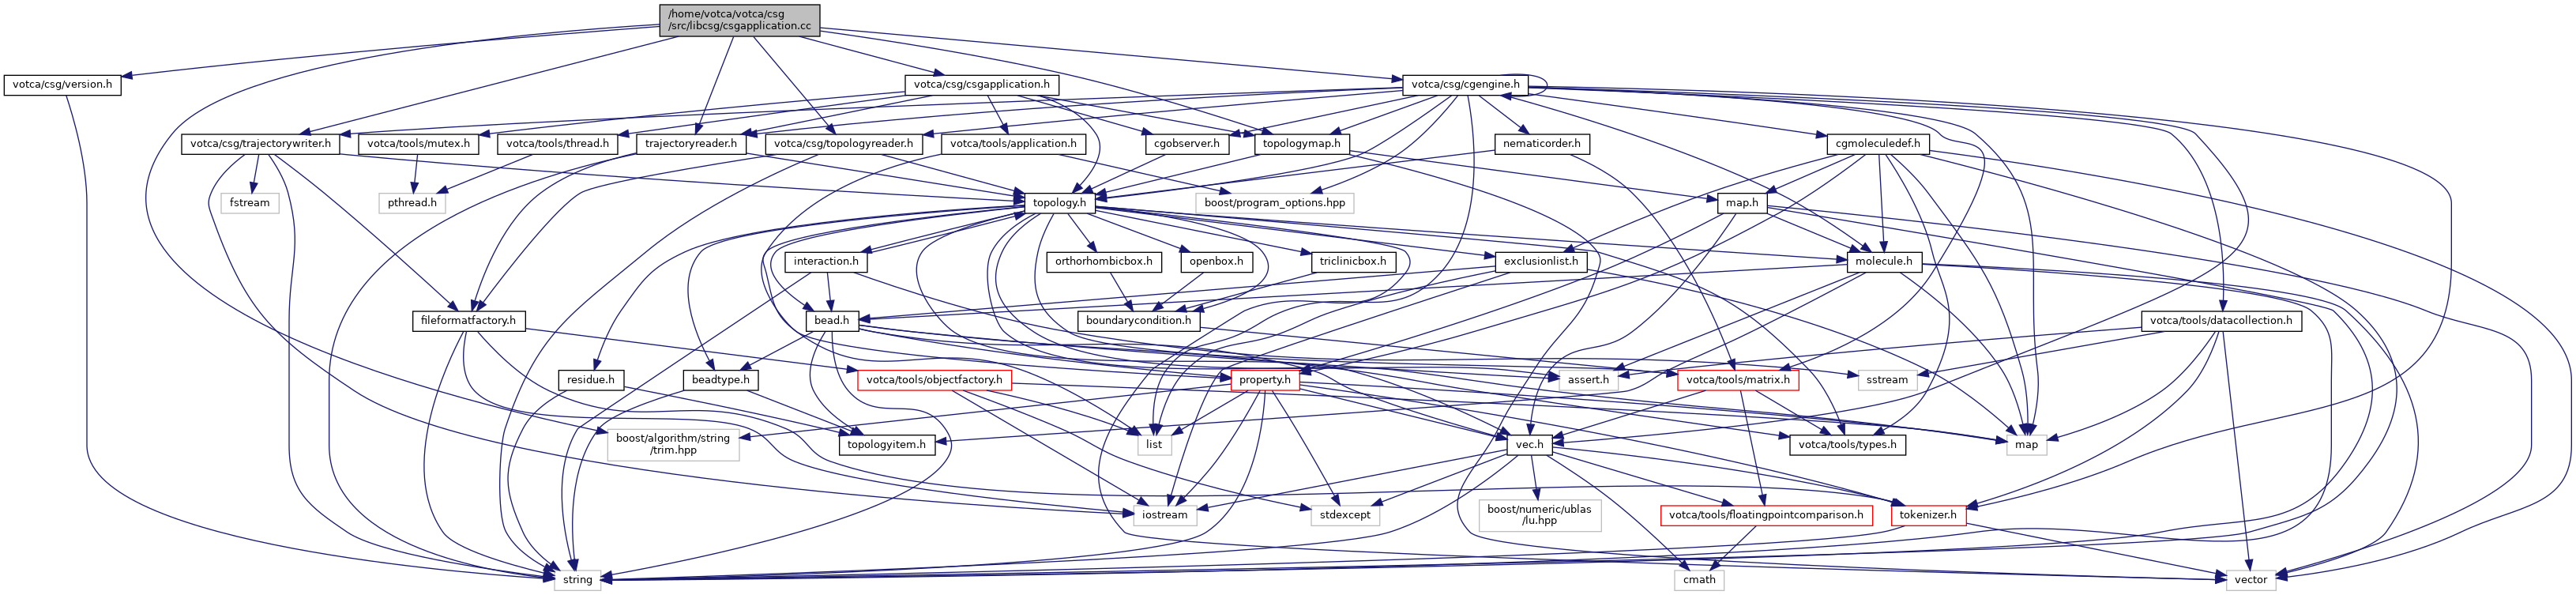 /home/votca/votca/csg
/src/libcsg/csgapplication.cc
votca/csg/version.h
votca/csg/csgapplication.h
votca/csg/cgengine.h
votca/csg/trajectorywriter.h
votca/tools/mutex.h
votca/tools/thread.h
trajectoryreader.h
votca/csg/topologyreader.h
votca/tools/application.h
cgobserver.h
topologymap.h
nematicorder.h
cgmoleculedef.h
fstream
pthread.h
topology.h
boost/program_options.hpp
map.h
interaction.h
orthorhombicbox.h
openbox.h
triclinicbox.h
exclusionlist.h
molecule.h
fileformatfactory.h
bead.h
boundarycondition.h
votca/tools/datacollection.h
residue.h
beadtype.h
votca/tools/objectfactory.h
property.h
assert.h
votca/tools/matrix.h
sstream
boost/algorithm/string
/trim.hpp
topologyitem.h
list
vec.h
votca/tools/types.h
map
iostream
stdexcept
boost/numeric/ublas
/lu.hpp
votca/tools/floatingpointcomparison.h
tokenizer.h
string
cmath
vector